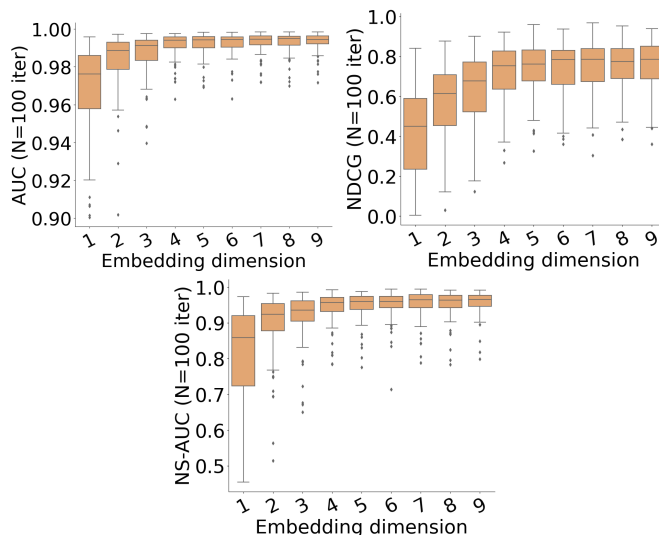 AUC (N=100 iter)
1.00
0.98
0.96
0.94
0.92
0.90
1 2 3 4 5 6 7 8 9
Embedding dimension
NDCG (N=100 iter)
1.0
0.8
0.6
0.4
0.2
0.0
1 2 3 4 5 6 7 8 9
Embedding dimension
NS-AUC (N=100 iter)
1.0
0.9
0.8
0.7
0.6
0.5
1 2 3 4 5 6 7 8 9
Embedding dimension